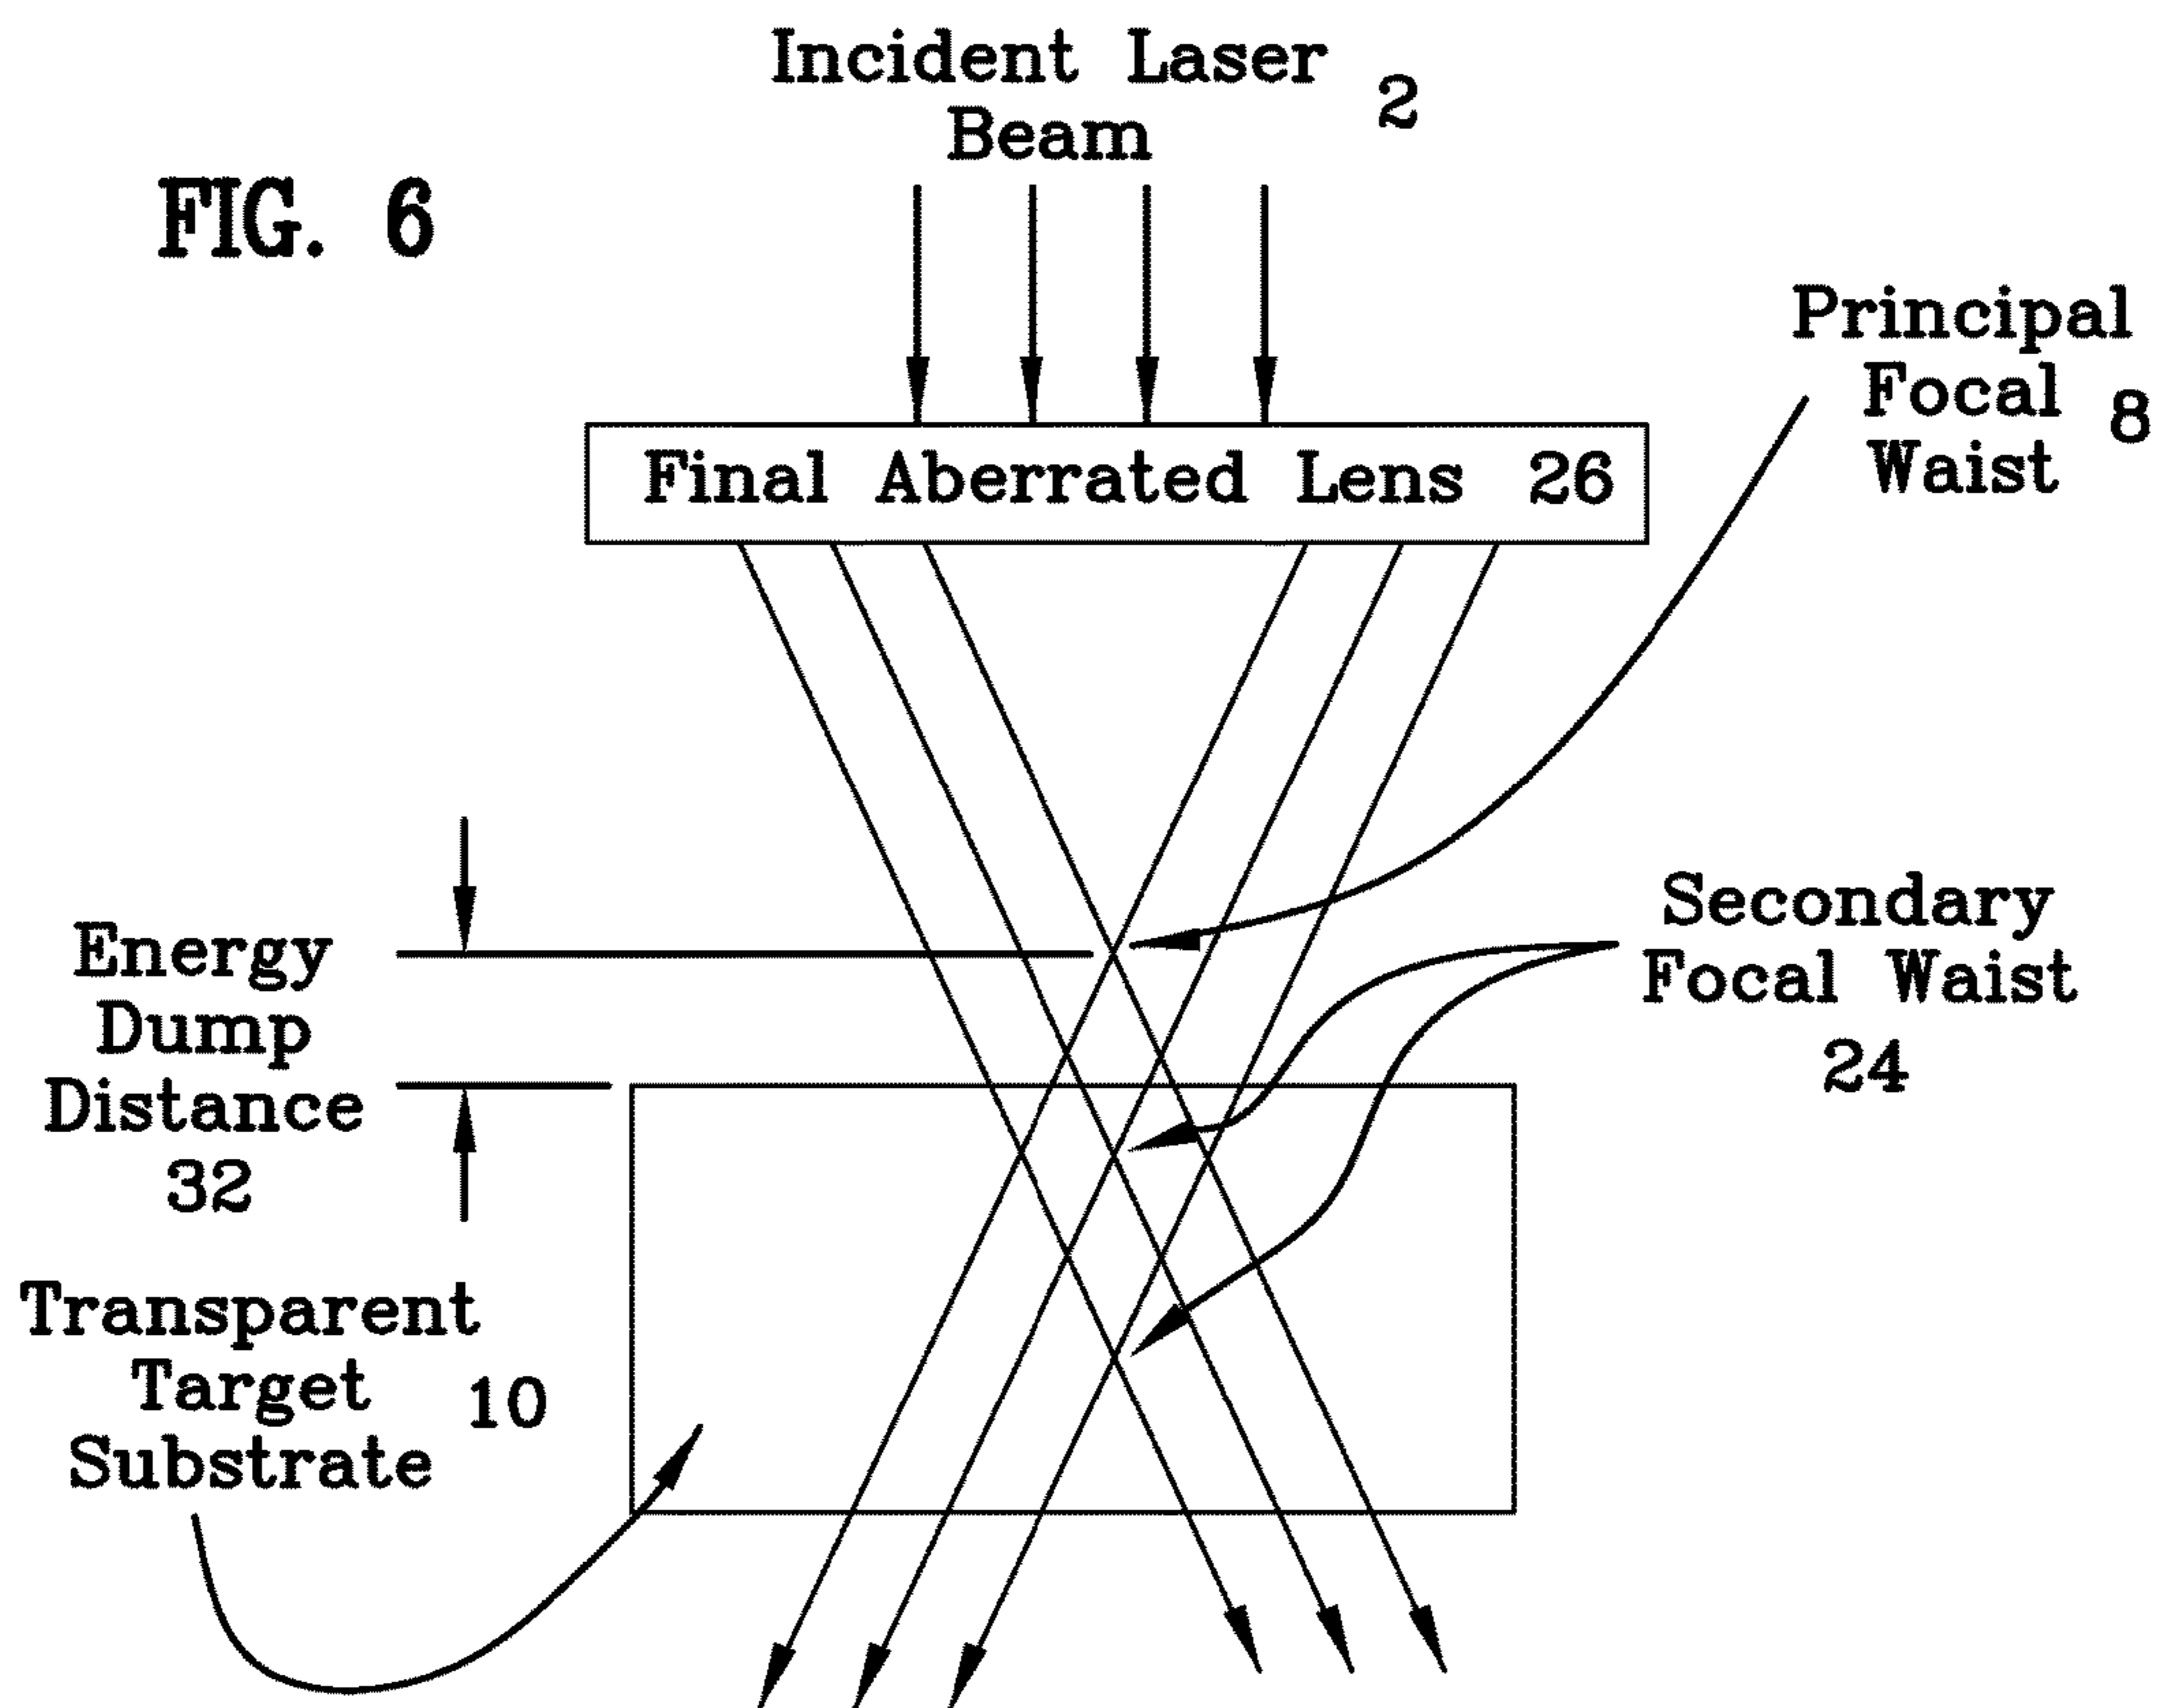 Incident Laser
Beam 2
FIG. 6
Principal
Focal 8
Waist
Final Aberrated Lens 26
Energy
Dump
Distance
32
Secondary
Focal Waist
24
Transparent
Target 10
Substrate